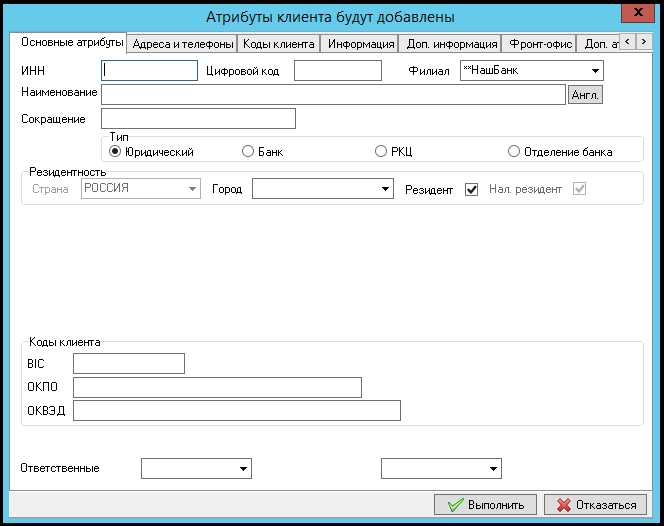 Атрибуты клиента будут добавлены
x
Основные атрибуты Адреса и телефоны Коды клиента Информация Доп. информация Фронт-офис Доп. ат < >
ИНН Цифровой код Филиал **НашБанк
Наименование Англ.
Сокращение
Тип
Юридический Банк РКЦ Отделение банка
Резидентность
Страна РОССИЯ Город Резидент Нал. резидент
Коды клиента
BIC
ОКПО
ОКВЭД
Ответственные
Выполнить Отказаться